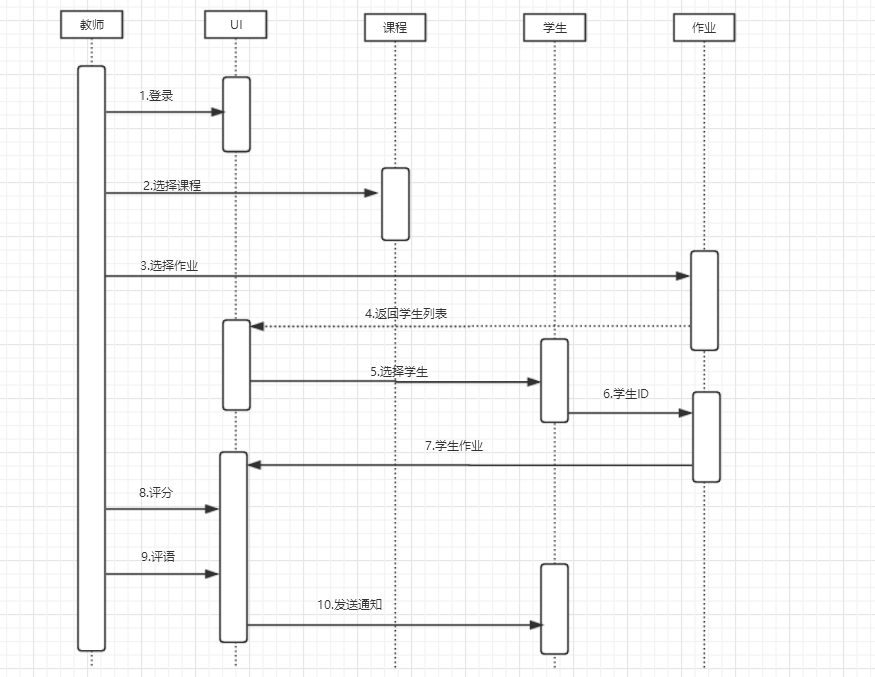 教师
UI
课程
学生
作业
1.登录
2.选择课程
3.选择作业
4.返回学生列表
5.选择学生
6.学生ID
7.学生作业
8.评分
9.评语
10.发送通知